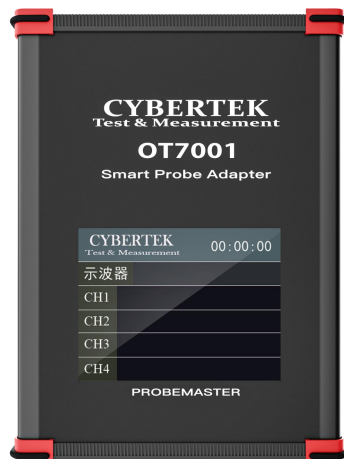 CYBERTEK
Test & Measurement
OT7001
Smart Probe Adapter
CYBERTEK
Test & Measurement
00:00:00
示波器
CH1
CH2
CH3
CH4
PROBEMASTER